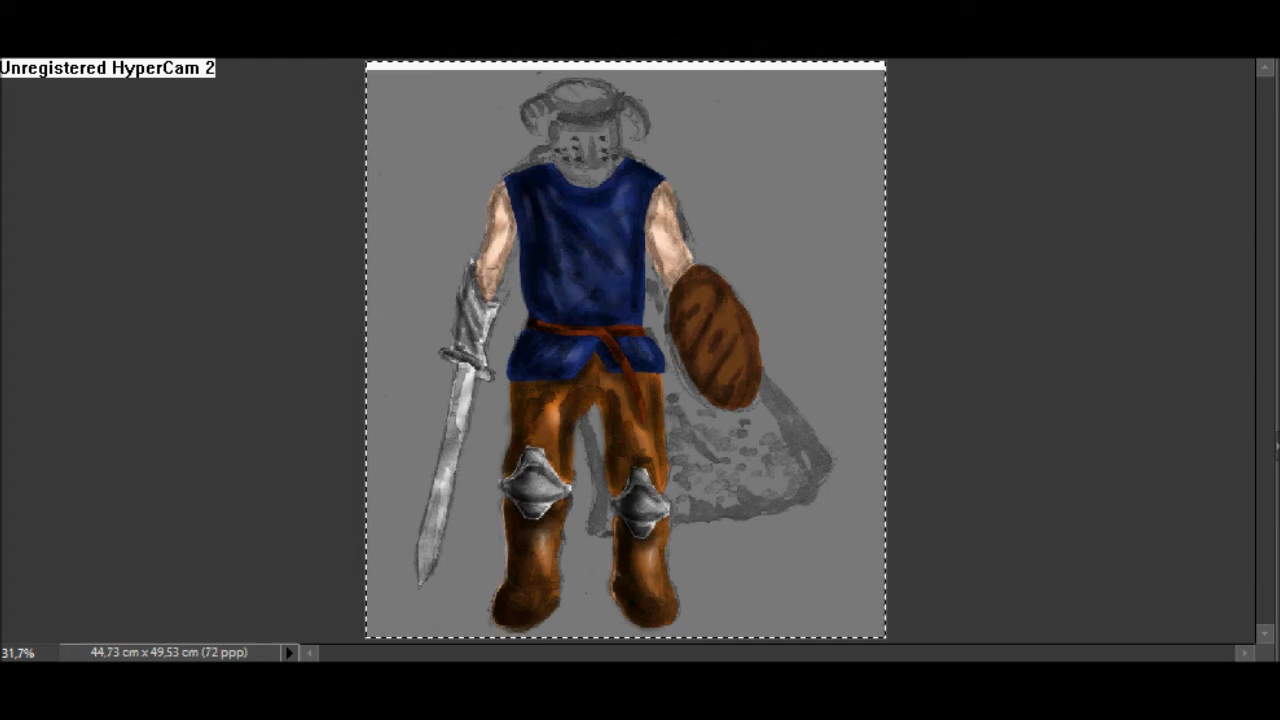 Unregistered HyperCam 2
31,7%
44,73 cm x 49,53 cm (72 ppp)